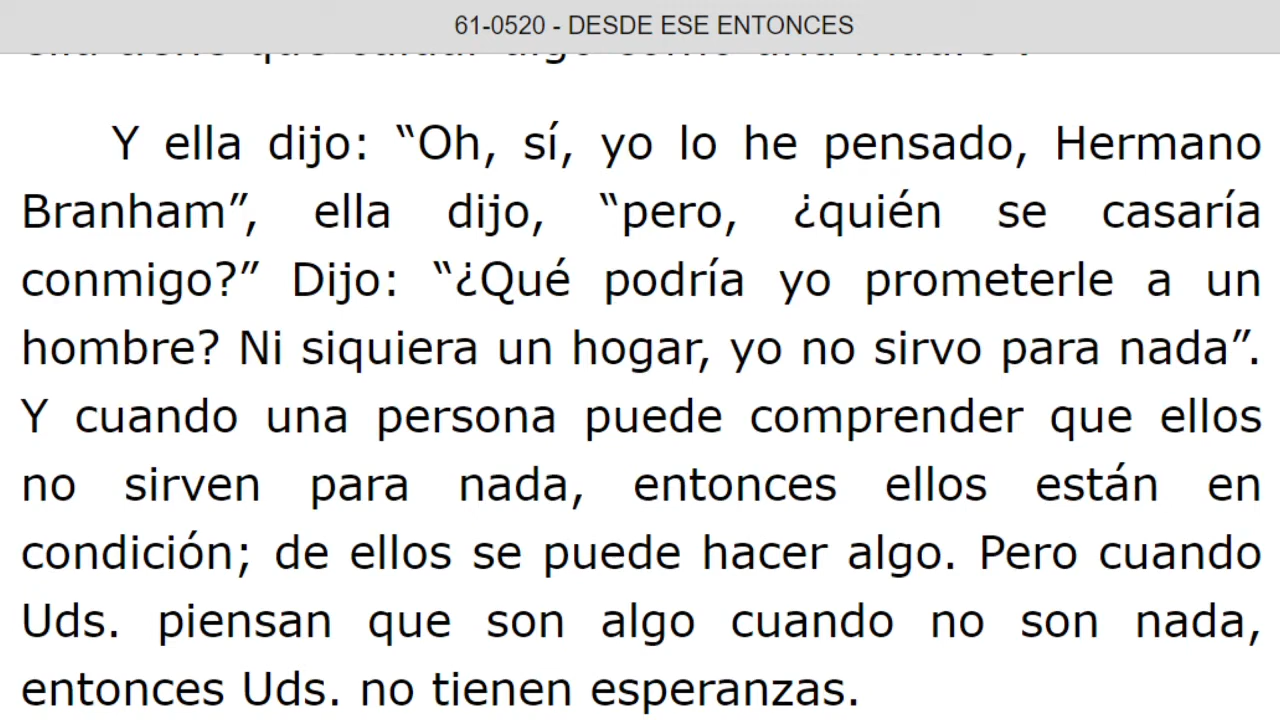 61-0520 - DESDE ESE ENTONCES
Y ella dijo: “Oh, sí, yo lo he pensado, Hermano
Branham”, ella dijo, “pero, ¿quién se casaría
conmigo?” Dijo: “¿Qué podría yo prometerle a un
hombre? Ni siquiera un hogar, yo no sirvo para nada”.
Y cuando una persona puede comprender que ellos
no sirven para nada, entonces ellos están en
condición; de ellos se puede hacer algo. Pero cuando
Uds. piensan que son algo cuando no son nada,
entonces Uds. no tienen esperanzas.